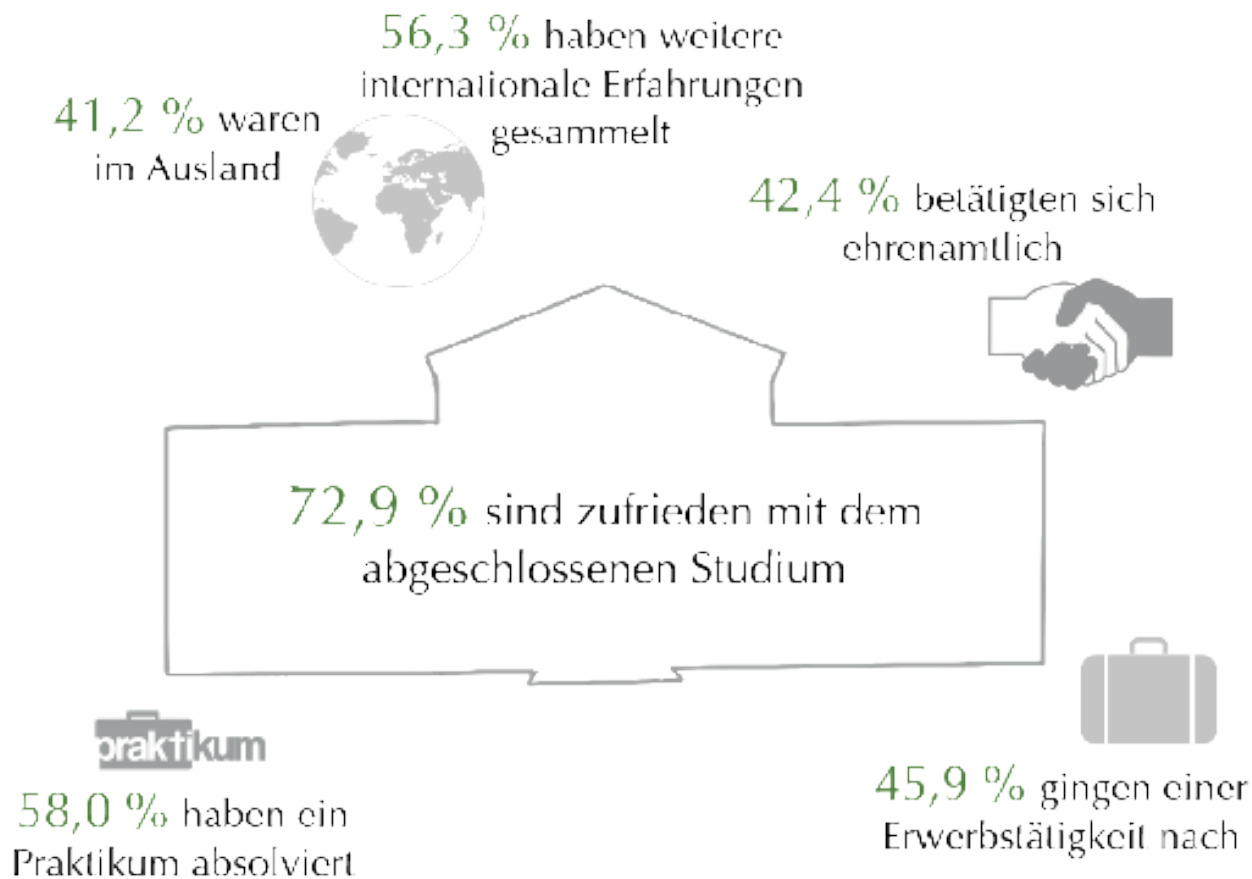 56,3 % haben weitere
internationale Erfahrungen
gesammelt
41,2 % waren
im Ausland
42,4 % betätigten sich
ehrenamtlich
72,9 % sind zufrieden mit dem
abgeschlossenen Studium
praktikum
58,0 % haben ein
Praktikum absolviert
45,9 % gingen einer
Erwerbstätigkeit nach